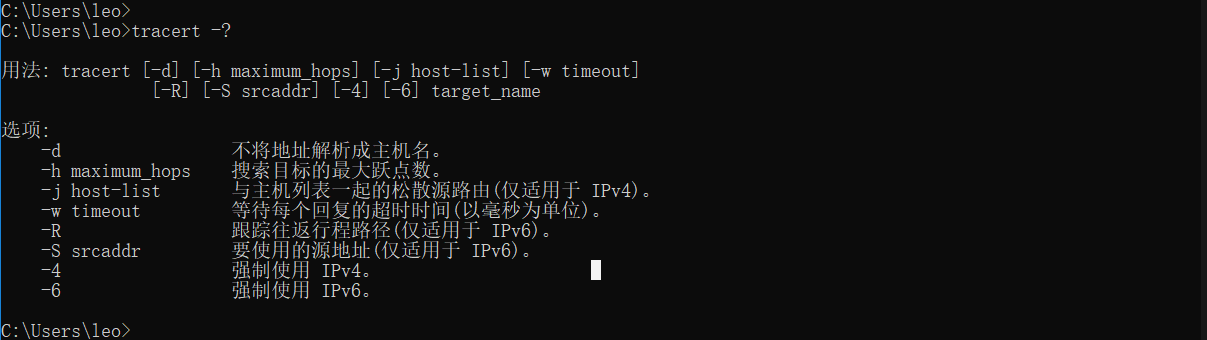 C:\Users\leo>
C:\Users\leo>tracert -?
用法: tracert [-d] [-h maximum_hops] [-j host-list] [-w timeout]
[-R] [-S srcaddr] [-4] [-6] target_name
选项:
-d 不将地址解析成主机名。
-h maximum_hops 搜索目标的最大跃点数。
-j host-list 与主机列表一起的松散源路由(仅适用于 IPv4)。
-w timeout 等待每个回复的超时时间(以毫秒为单位)。
-R 跟踪往返行程路径(仅适用于 IPv6)。
-S srcaddr 要使用的源地址(仅适用于 IPv6)。
-4 强制使用 IPv4。
-6 强制使用 IPv6。
C:\Users\leo>